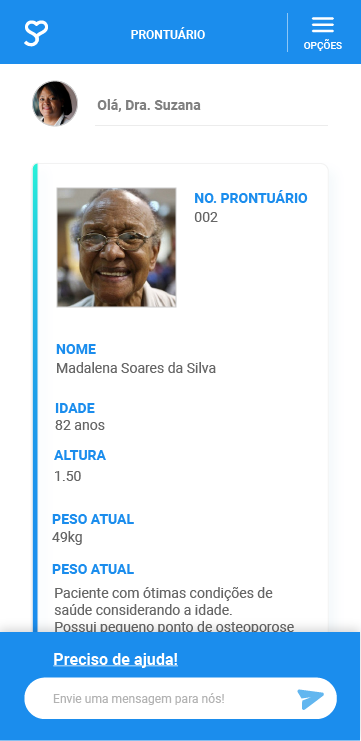 PRONTUÁRIO
OPÇÕES
Olá, Dra. Suzana
NO. PRONTUÁRIO
002
NOME
Madalena Soares da Silva
IDADE
82 anos
ALTURA
1.50
PESO ATUAL
49kg
PESO ATUAL
Paciente com ótimas condições de
saúde considerando a idade.
Possui pequeno ponto de osteoporose
Preciso de ajuda!
Envie uma mensagem para nós!